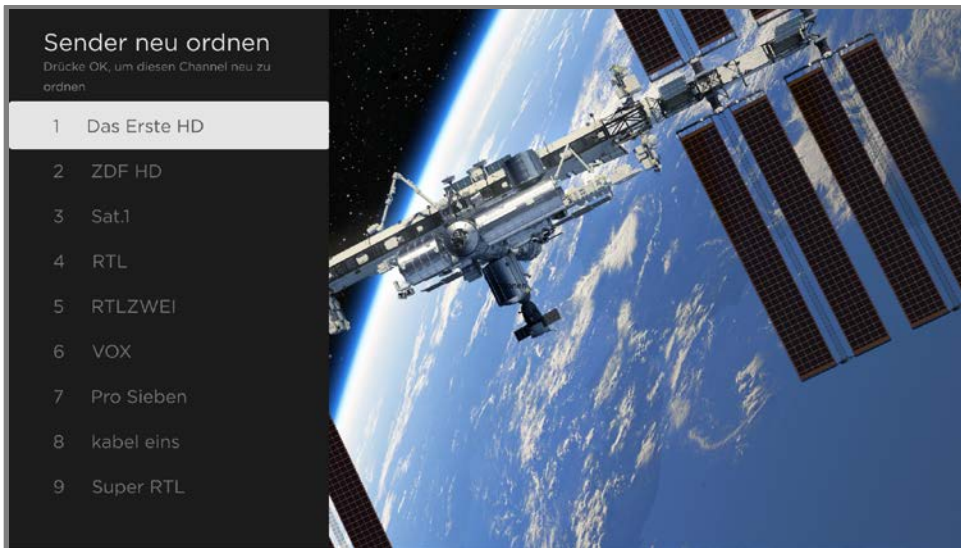 Sender neu ordnen
Drücke OK, um diesen Channel neu zu
ordnen
1 Das Erste HD
2 ZDF HD
3 Sat.1
4 RTL
5 RTLZWEI
6 VOX
7 Pro Sieben
8 kabel eins
9 Super RTL